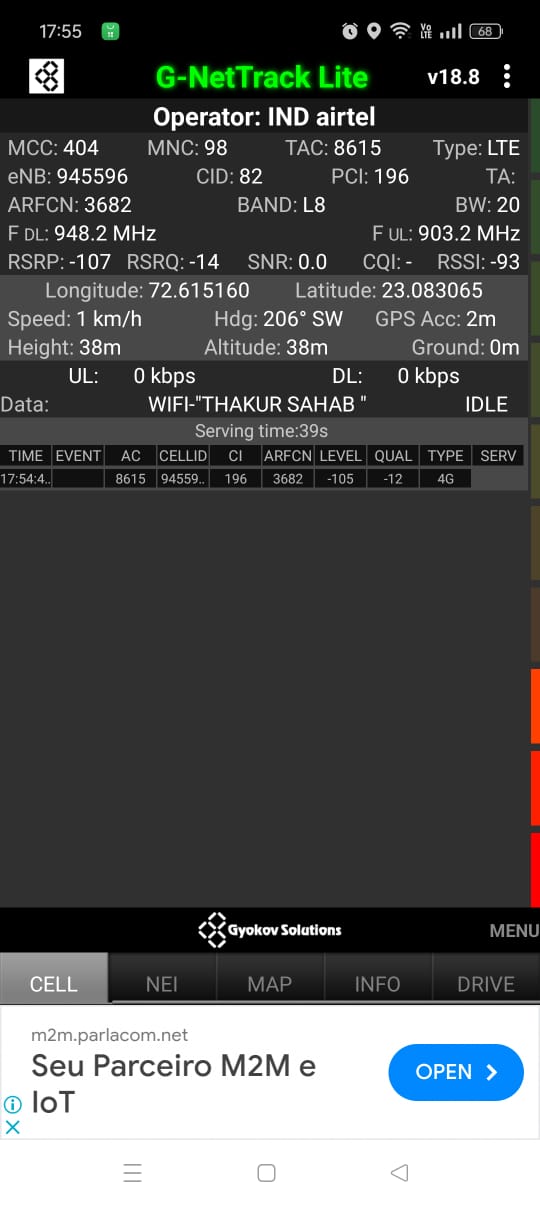 17:55 VO LTE 68
G-NetTrack Lite v18.8
Operator: IND airtel
MCC: 404 MNC: 98 TAC: 8615 Type: LTE
eNB: 945596 CID: 82 PCI: 196 TA:
ARFCN: 3682 BAND: L8 BW: 20
F DL: 948.2 MHz F UL: 903.2 MHz
RSRP: -107 RSRQ: -14 SNR: 0.0 CQI: - RSSI: -93
Longitude: 72.615160 Latitude: 23.083065
Speed: 1 km/h Hdg: 206° SW GPS Acc: 2m
Height: 38m Altitude: 38m Ground: 0m
UL: 0 kbps DL: 0 kbps
Data: WIFI-"THAKUR SAHAB " IDLE
Serving time:39s
TIME EVENT AC CELLID CI ARFCN LEVEL QUAL TYPE SERV
17:54:4.. 8615 94559.. 196 3682 -105 -12 4G
Gyokov Solutions MENU
CELL NEI MAP INFO DRIVE
m2m.parlacom.net
Seu Parceiro M2M e
IoT
OPEN